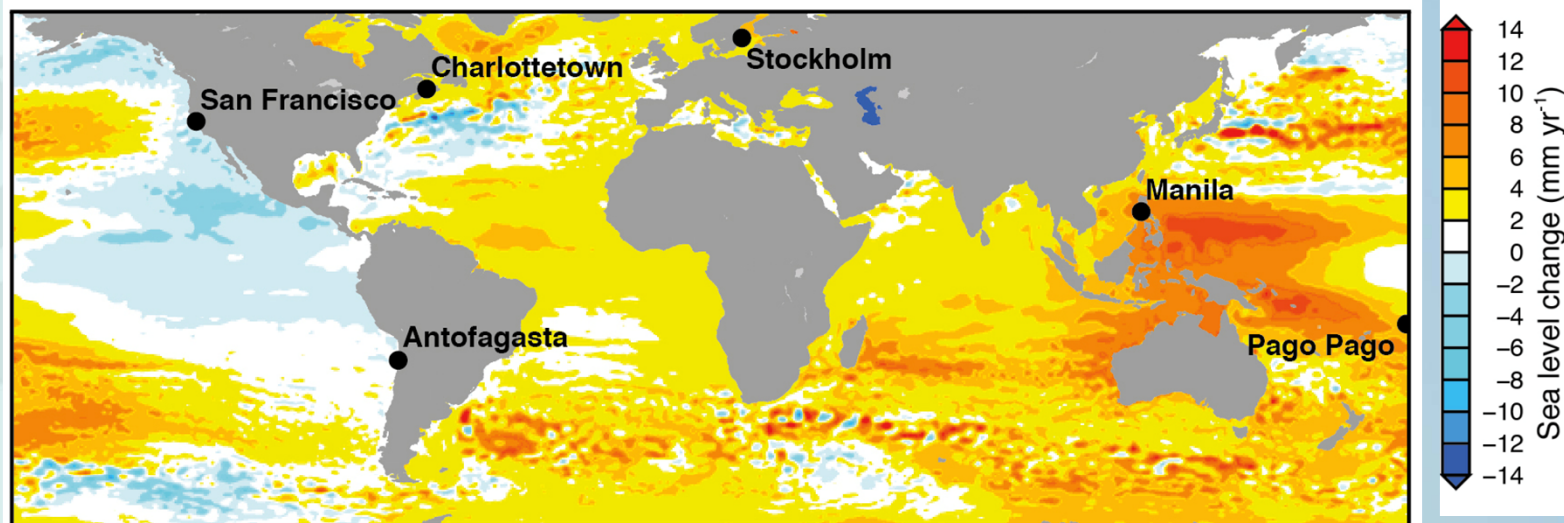 Stockholm
Charlottetown
San Francisco
Manila
Antofagasta
Pago Pago
14
12
10
8
6
4
2
0
−2
−4
−6
−8
−10
−12
−14
Sea level change (mm yr-1)